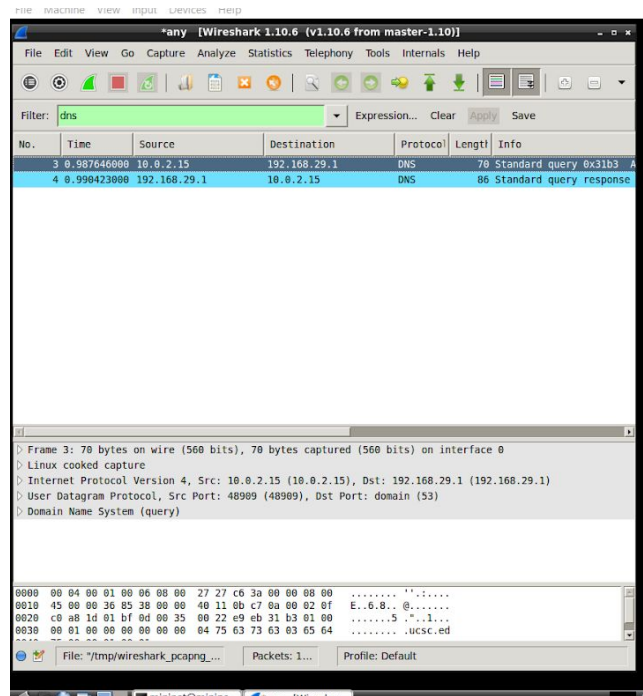 File Machine View Input Devices Help
*any [Wireshark 1.10.6 (v1.10.6 from master-1.10)]
File Edit View Go Capture Analyze Statistics Telephony Tools Internals Help
Filter: dns Expression... Clear Apply Save
No. Time Source Destination Protocol Length Info
3 0.987646000 10.0.2.15 192.168.29.1 DNS 70 Standard query 0x31b3 A
4 0.990423000 192.168.29.1 10.0.2.15 DNS 86 Standard query response
Frame 3: 70 bytes on wire (560 bits), 70 bytes captured (560 bits) on interface 0
Linux cooked capture
Internet Protocol Version 4, Src: 10.0.2.15 (10.0.2.15), Dst: 192.168.29.1 (192.168.29.1)
User Datagram Protocol, Src Port: 48909 (48909), Dst Port: domain (53)
Domain Name System (query)
0000 00 04 00 01 00 06 08 00 27 27 c6 3a 00 00 08 00 ........ ''.:....
0010 45 00 00 36 85 38 00 00 40 11 0b c7 0a 00 02 0f E..6.8.. @.......
0020 c0 a8 1d 01 bf 0d 00 35 00 22 e9 eb 31 b3 01 00 .......5 ."..1...
0030 00 01 00 00 00 00 00 00 04 75 63 73 63 03 65 64 ........ .ucsc.ed
File: "/tmp/wireshark_pcapng_... Packets: 1... Profile: Default